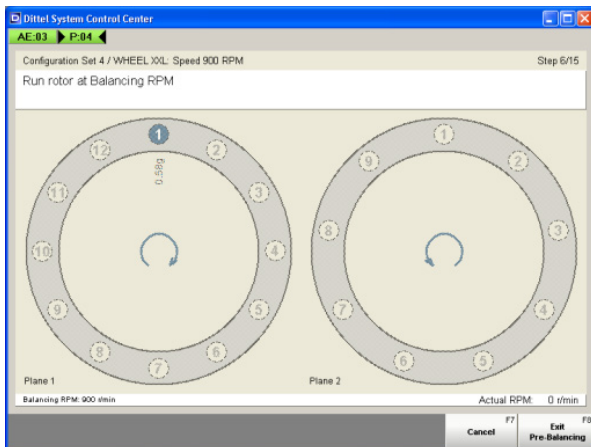 Dittel System Control Center
AE:03 P:04
Configuration Set 4 / WHEEL XXL: Speed 900 RPM Step 6/15
Run rotor at Balancing RPM
1 2 3 4 5 6 7 8 9 10 11 12
0.58g
Plane 1
1 2 3 4 5 6 7 8 9
Plane 2
Balancing RPM: 900 r/min Actual RPM: 0 r/min
F7
Cancel
F8
Exit
Pre-Balancing